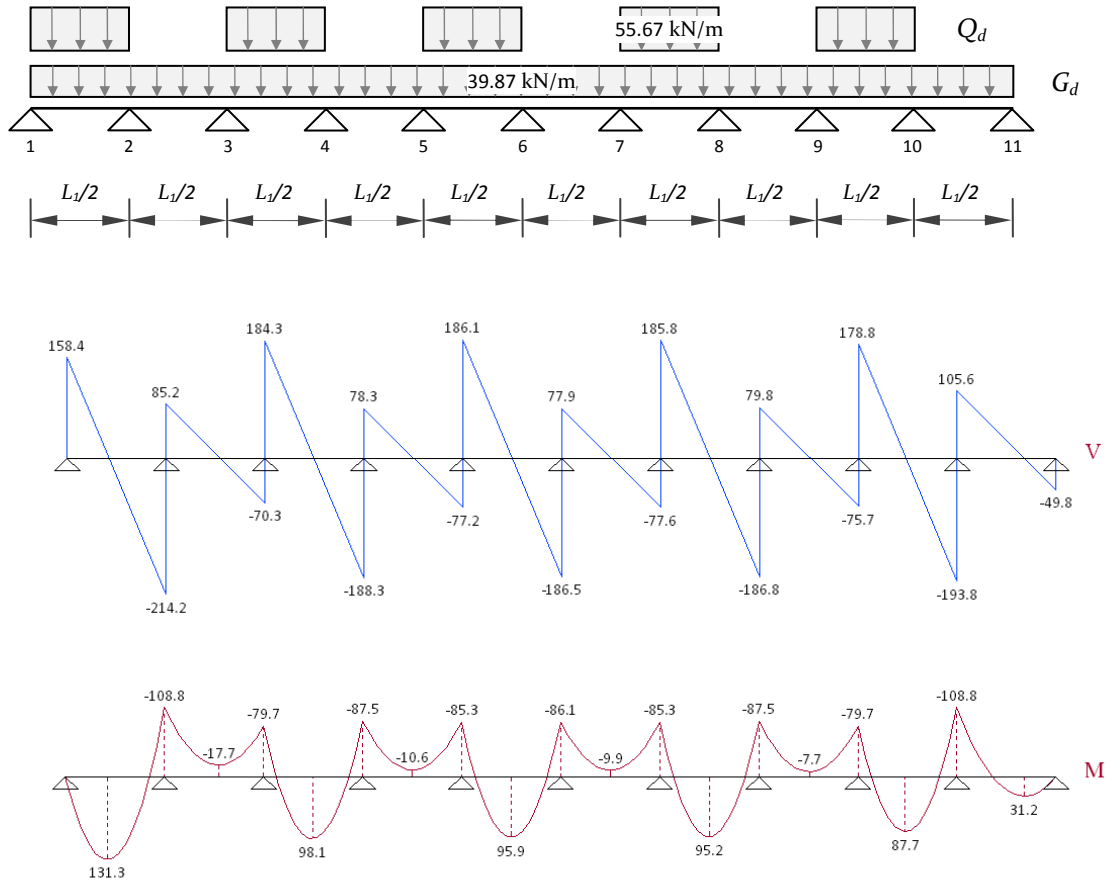 55.67 kN/m Q_d
39.87 kN/m G_d
1 2 3 4 5 6 7 8 9 10 11
L₁/2 L₁/2 L₁/2 L₁/2 L₁/2 L₁/2 L₁/2 L₁/2 L₁/2 L₁/2
158.4 184.3 186.1 185.8 178.8
85.2 78.3 77.9 79.8 105.6
V
-70.3 -77.2 -77.6 -75.7 -49.8
-214.2 -188.3 -186.5 -186.8 -193.8
-108.8 -79.7 -87.5 -85.3 -86.1 -85.3 -87.5 -79.7 -108.8
-17.7 -10.6 -9.9 -7.7
M
131.3 98.1 95.9 95.2 87.7 31.2